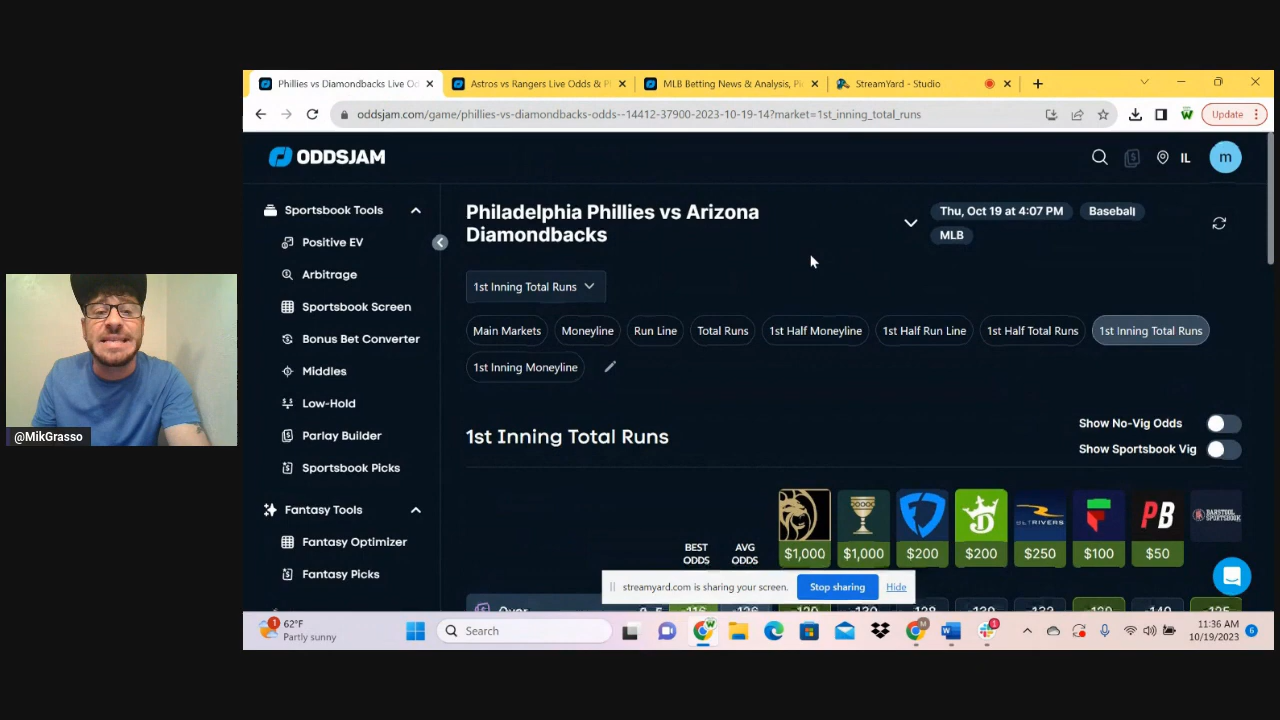 Phillies vs Diamondbacks Live Od
Astros vs Rangers Live Odds & P
MLB Betting News & Analysis, Pi
StreamYard - Studio
oddsjam.com/game/phillies-vs-diamondbacks-odds--14412-37900-2023-10-19-14?market=1st_inning_total_runs
Update
ODDSJAM
IL
m
Sportsbook Tools
Positive EV
Arbitrage
Sportsbook Screen
Bonus Bet Converter
Middles
Low-Hold
Parlay Builder
Sportsbook Picks
Fantasy Tools
Fantasy Optimizer
Fantasy Picks
Philadelphia Phillies vs Arizona
Diamondbacks
Thu, Oct 19 at 4:07 PM
Baseball
MLB
1st Inning Total Runs
Main Markets
Moneyline
Run Line
Total Runs
1st Half Moneyline
1st Half Run Line
1st Half Total Runs
1st Inning Total Runs
1st Inning Moneyline
1st Inning Total Runs
Show No-Vig Odds
Show Sportsbook Vig
BEST
ODDS
AVG
ODDS
PB
$1,000
$1,000
$200
$200
$250
$100
$50
streamyard.com is sharing your screen.
Stop sharing
Hide
Over
@MikGrasso
62°F
Partly sunny
Search
11:36 AM
10/19/2023